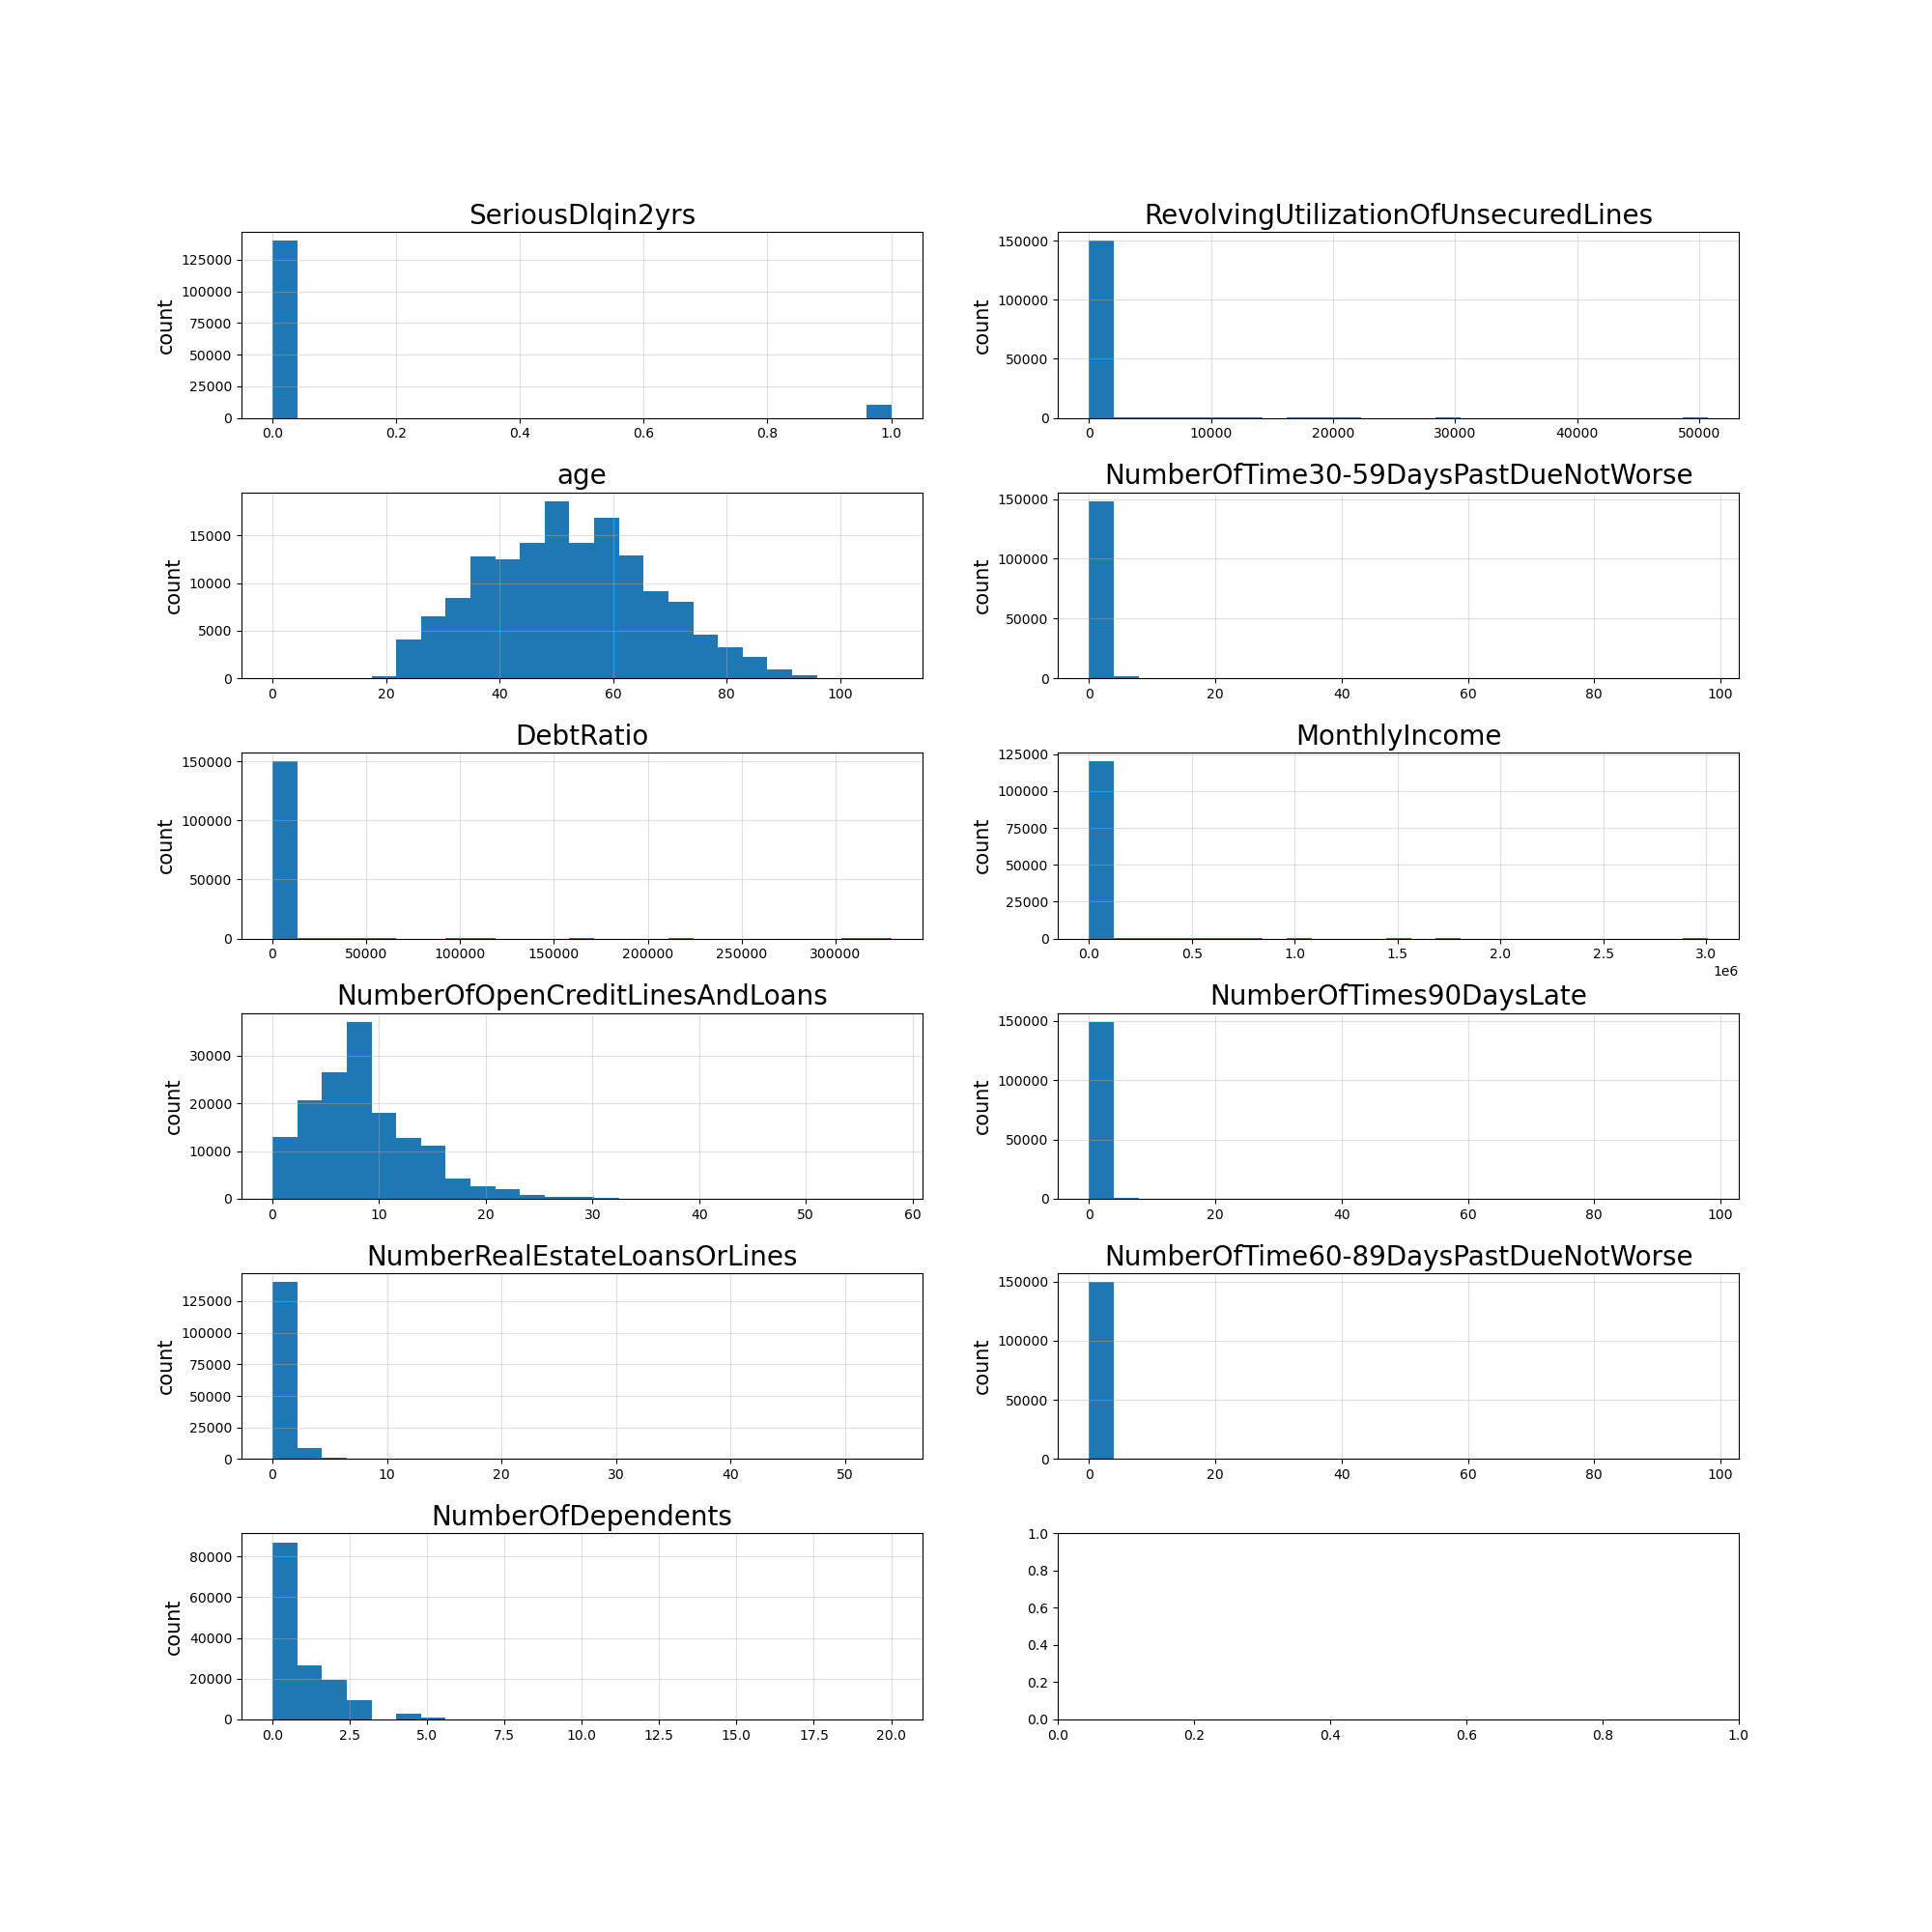 SeriousDlqin2yrs
count
125000
100000
75000
50000
25000
0
0.0 0.2 0.4 0.6 0.8 1.0
RevolvingUtilizationOfUnsecuredLines
count
150000
100000
50000
0
0 10000 20000 30000 40000 50000
age
count
15000
10000
5000
0
0 20 40 60 80 100
NumberOfTime30-59DaysPastDueNotWorse
count
150000
100000
50000
0
0 20 40 60 80 100
DebtRatio
count
150000
100000
50000
0
0 50000 100000 150000 200000 250000 300000
MonthlyIncome
count
125000
100000
75000
50000
25000
0
0.0 0.5 1.0 1.5 2.0 2.5 3.0
1e6
NumberOfOpenCreditLinesAndLoans
count
30000
20000
10000
0
0 10 20 30 40 50 60
NumberOfTimes90DaysLate
count
150000
100000
50000
0
0 20 40 60 80 100
NumberRealEstateLoansOrLines
count
125000
100000
75000
50000
25000
0
0 10 20 30 40 50
NumberOfTime60-89DaysPastDueNotWorse
count
150000
100000
50000
0
0 20 40 60 80 100
NumberOfDependents
count
80000
60000
40000
20000
0
0.0 2.5 5.0 7.5 10.0 12.5 15.0 17.5 20.0
1.0
0.8
0.6
0.4
0.2
0.0
0.0 0.2 0.4 0.6 0.8 1.0